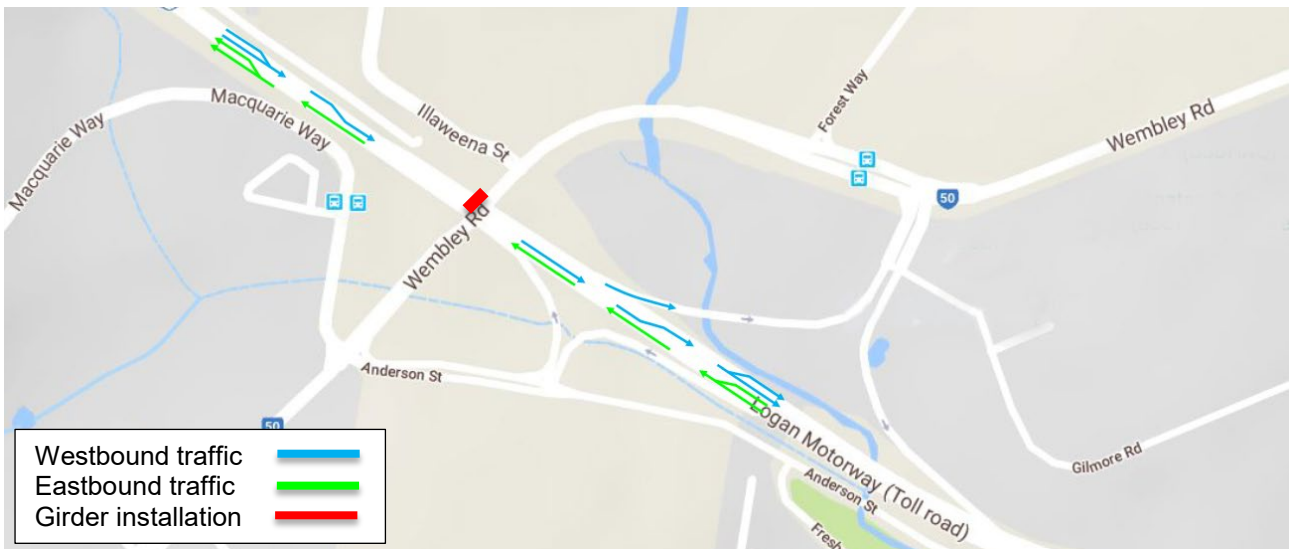 Macquarie Way
Macquarie Way
Illaweena St
Wembley Rd
Forest Way
Wembley Rd
50
Anderson St
50
Logan Motorway (Toll road)
Anderson St
Gilmore Rd
Westbound traffic
Eastbound traffic
Girder installation